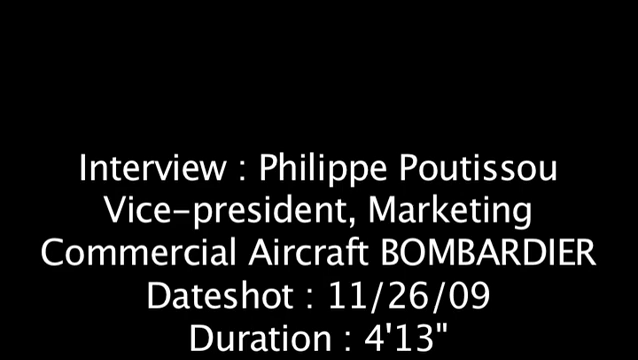 Interview : Philippe Poutissou
Vice-president, Marketing
Commercial Aircraft BOMBARDIER
Dateshot : 11/26/09
Duration : 4'13"